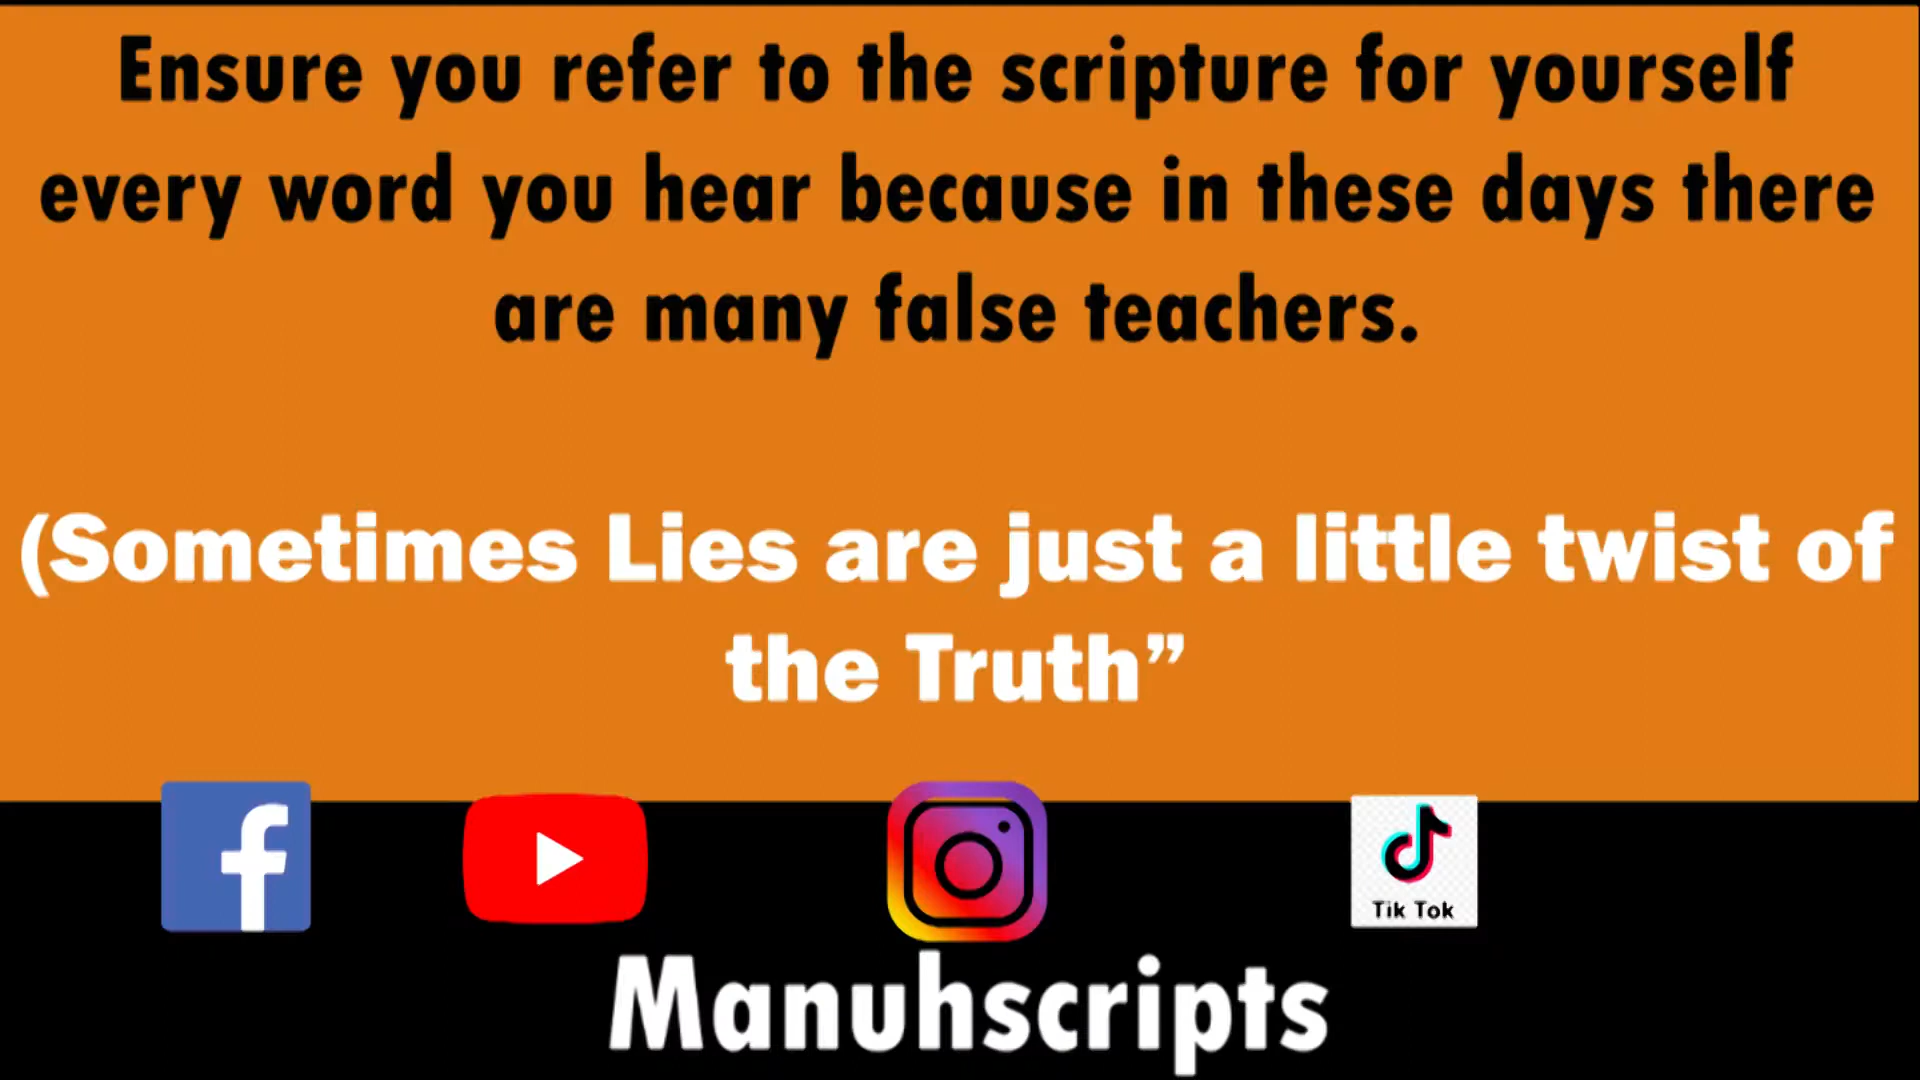 Ensure you refer to the scripture for yourself
every word you hear because in these days there
are many false teachers.
(Sometimes Lies are just a little twist of
the Truth”
Tik Tok
Manuhscripts